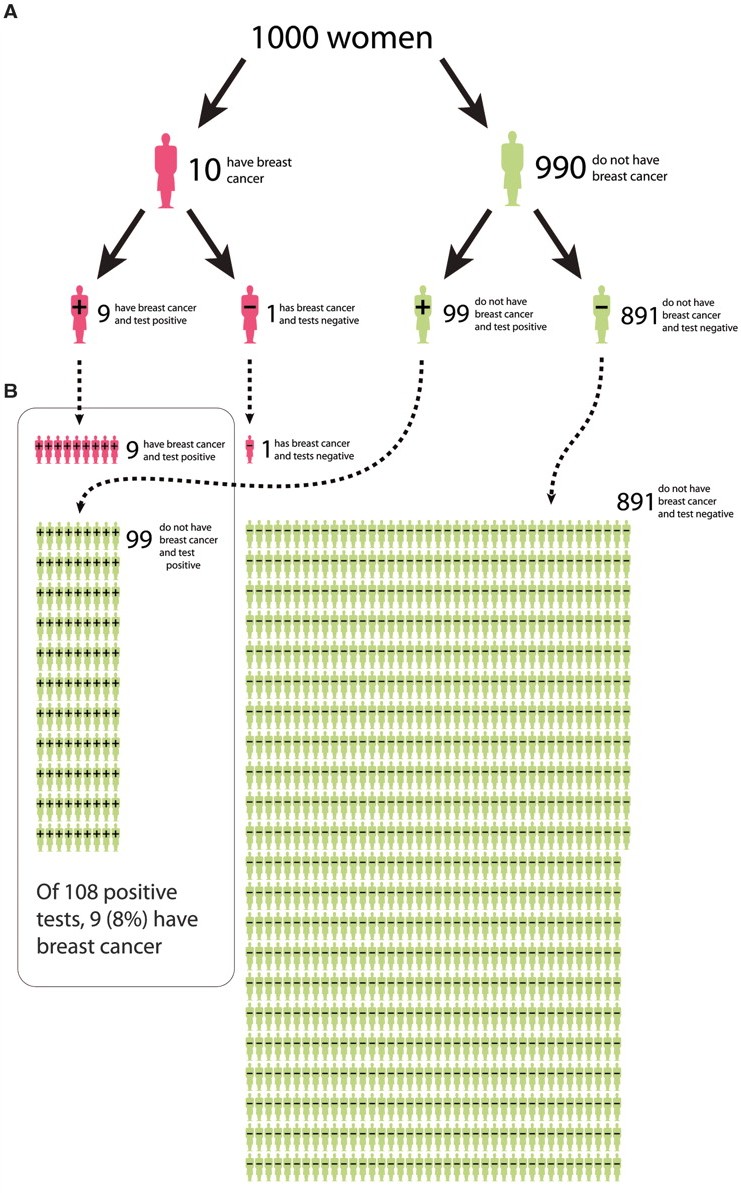 A
1000 women
10 have breast
cancer
990 do not have
breast cancer
+
9 have breast cancer
and test positive
−
1 has breast cancer
and tests negative
+
99 do not have
breast cancer
and test positive
−
891 do not have
breast cancer
and test negative
B
9 have breast cancer
and test positive
1 has breast cancer
and tests negative
99 do not have
breast cancer
and test
positive
891 do not have
breast cancer
and test negative
Of 108 positive
tests, 9 (8%) have
breast cancer